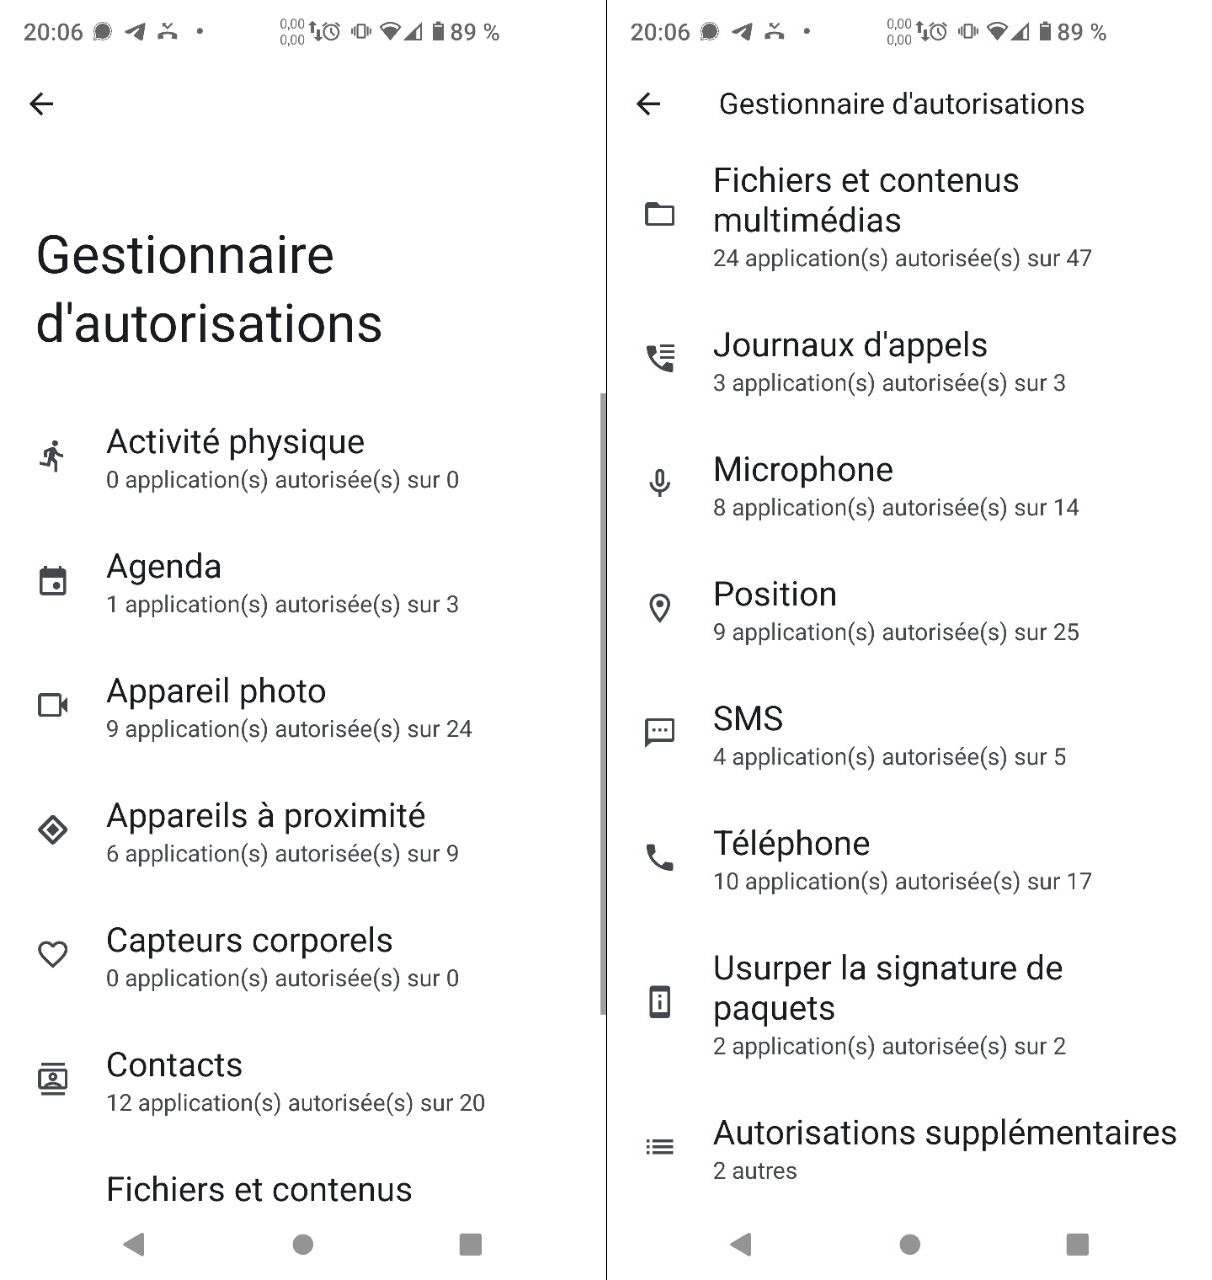 20:06
0,00
0,00
89 %
Gestionnaire
d'autorisations
Activité physique
0 application(s) autorisée(s) sur 0
Agenda
1 application(s) autorisée(s) sur 3
Appareil photo
9 application(s) autorisée(s) sur 24
Appareils à proximité
6 application(s) autorisée(s) sur 9
Capteurs corporels
0 application(s) autorisée(s) sur 0
Contacts
12 application(s) autorisée(s) sur 20
Fichiers et contenus
20:06
0,00
0,00
89 %
Gestionnaire d'autorisations
Fichiers et contenus
multimédias
24 application(s) autorisée(s) sur 47
Journaux d'appels
3 application(s) autorisée(s) sur 3
Microphone
8 application(s) autorisée(s) sur 14
Position
9 application(s) autorisée(s) sur 25
SMS
4 application(s) autorisée(s) sur 5
Téléphone
10 application(s) autorisée(s) sur 17
Usurper la signature de
paquets
2 application(s) autorisée(s) sur 2
Autorisations supplémentaires
2 autres